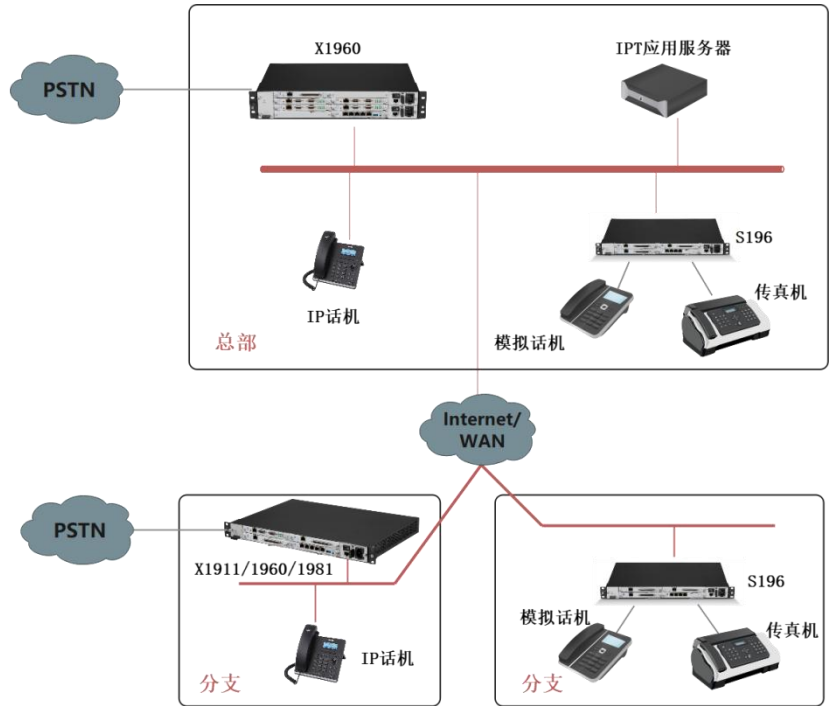 X1960
IPT应用服务器
PSTN
S196
IP话机
模拟话机
传真机
总部
Internet/
WAN
PSTN
X1911/1960/1981
IP话机
分支
S196
模拟话机
传真机
分支